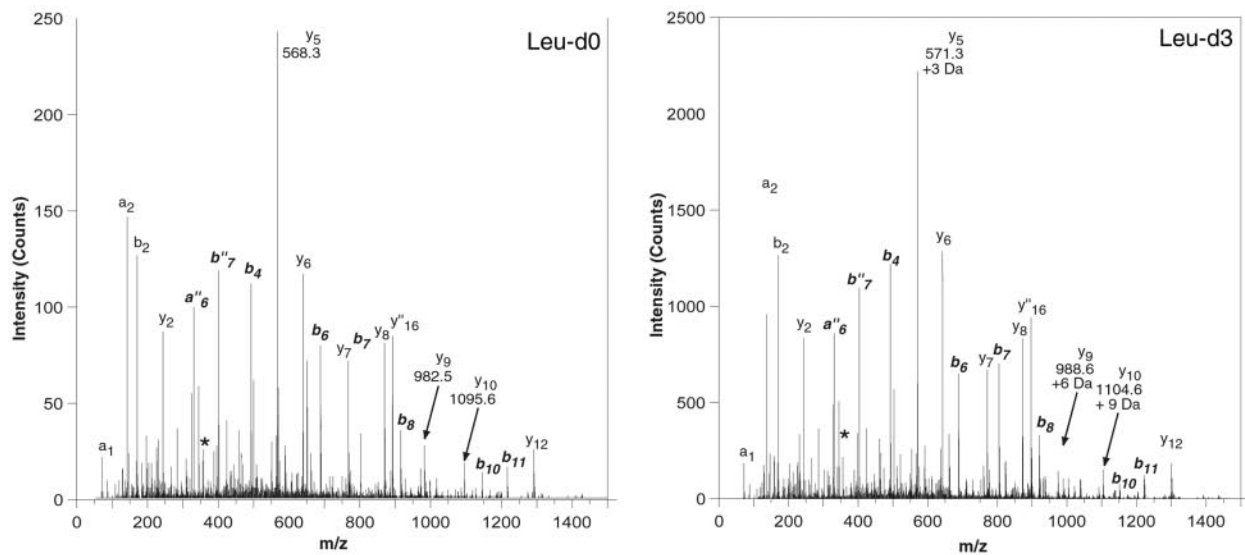 Leu-d0
250
200
150
100
50
0
0 200 400 600 800 1000 1200 1400
Intensity (Counts)
m/z
y5
568.3
a2
b2
y2
a"6
b"7
b4
*
y6
b6
y7
b7
y8
y"16
b8
y9
982.5
y10
1095.6
b10
b11
y12
a1
Leu-d3
2500
2000
1500
1000
500
0
0 200 400 600 800 1000 1200 1400
Intensity (Counts)
m/z
y5
571.3
+3 Da
a2
b2
y2
a"6
b"7
b4
*
y6
b6
y7
b7
y8
y"16
b8
y9
988.6
+6 Da
y10
1104.6
+ 9 Da
b10
b11
y12
a1